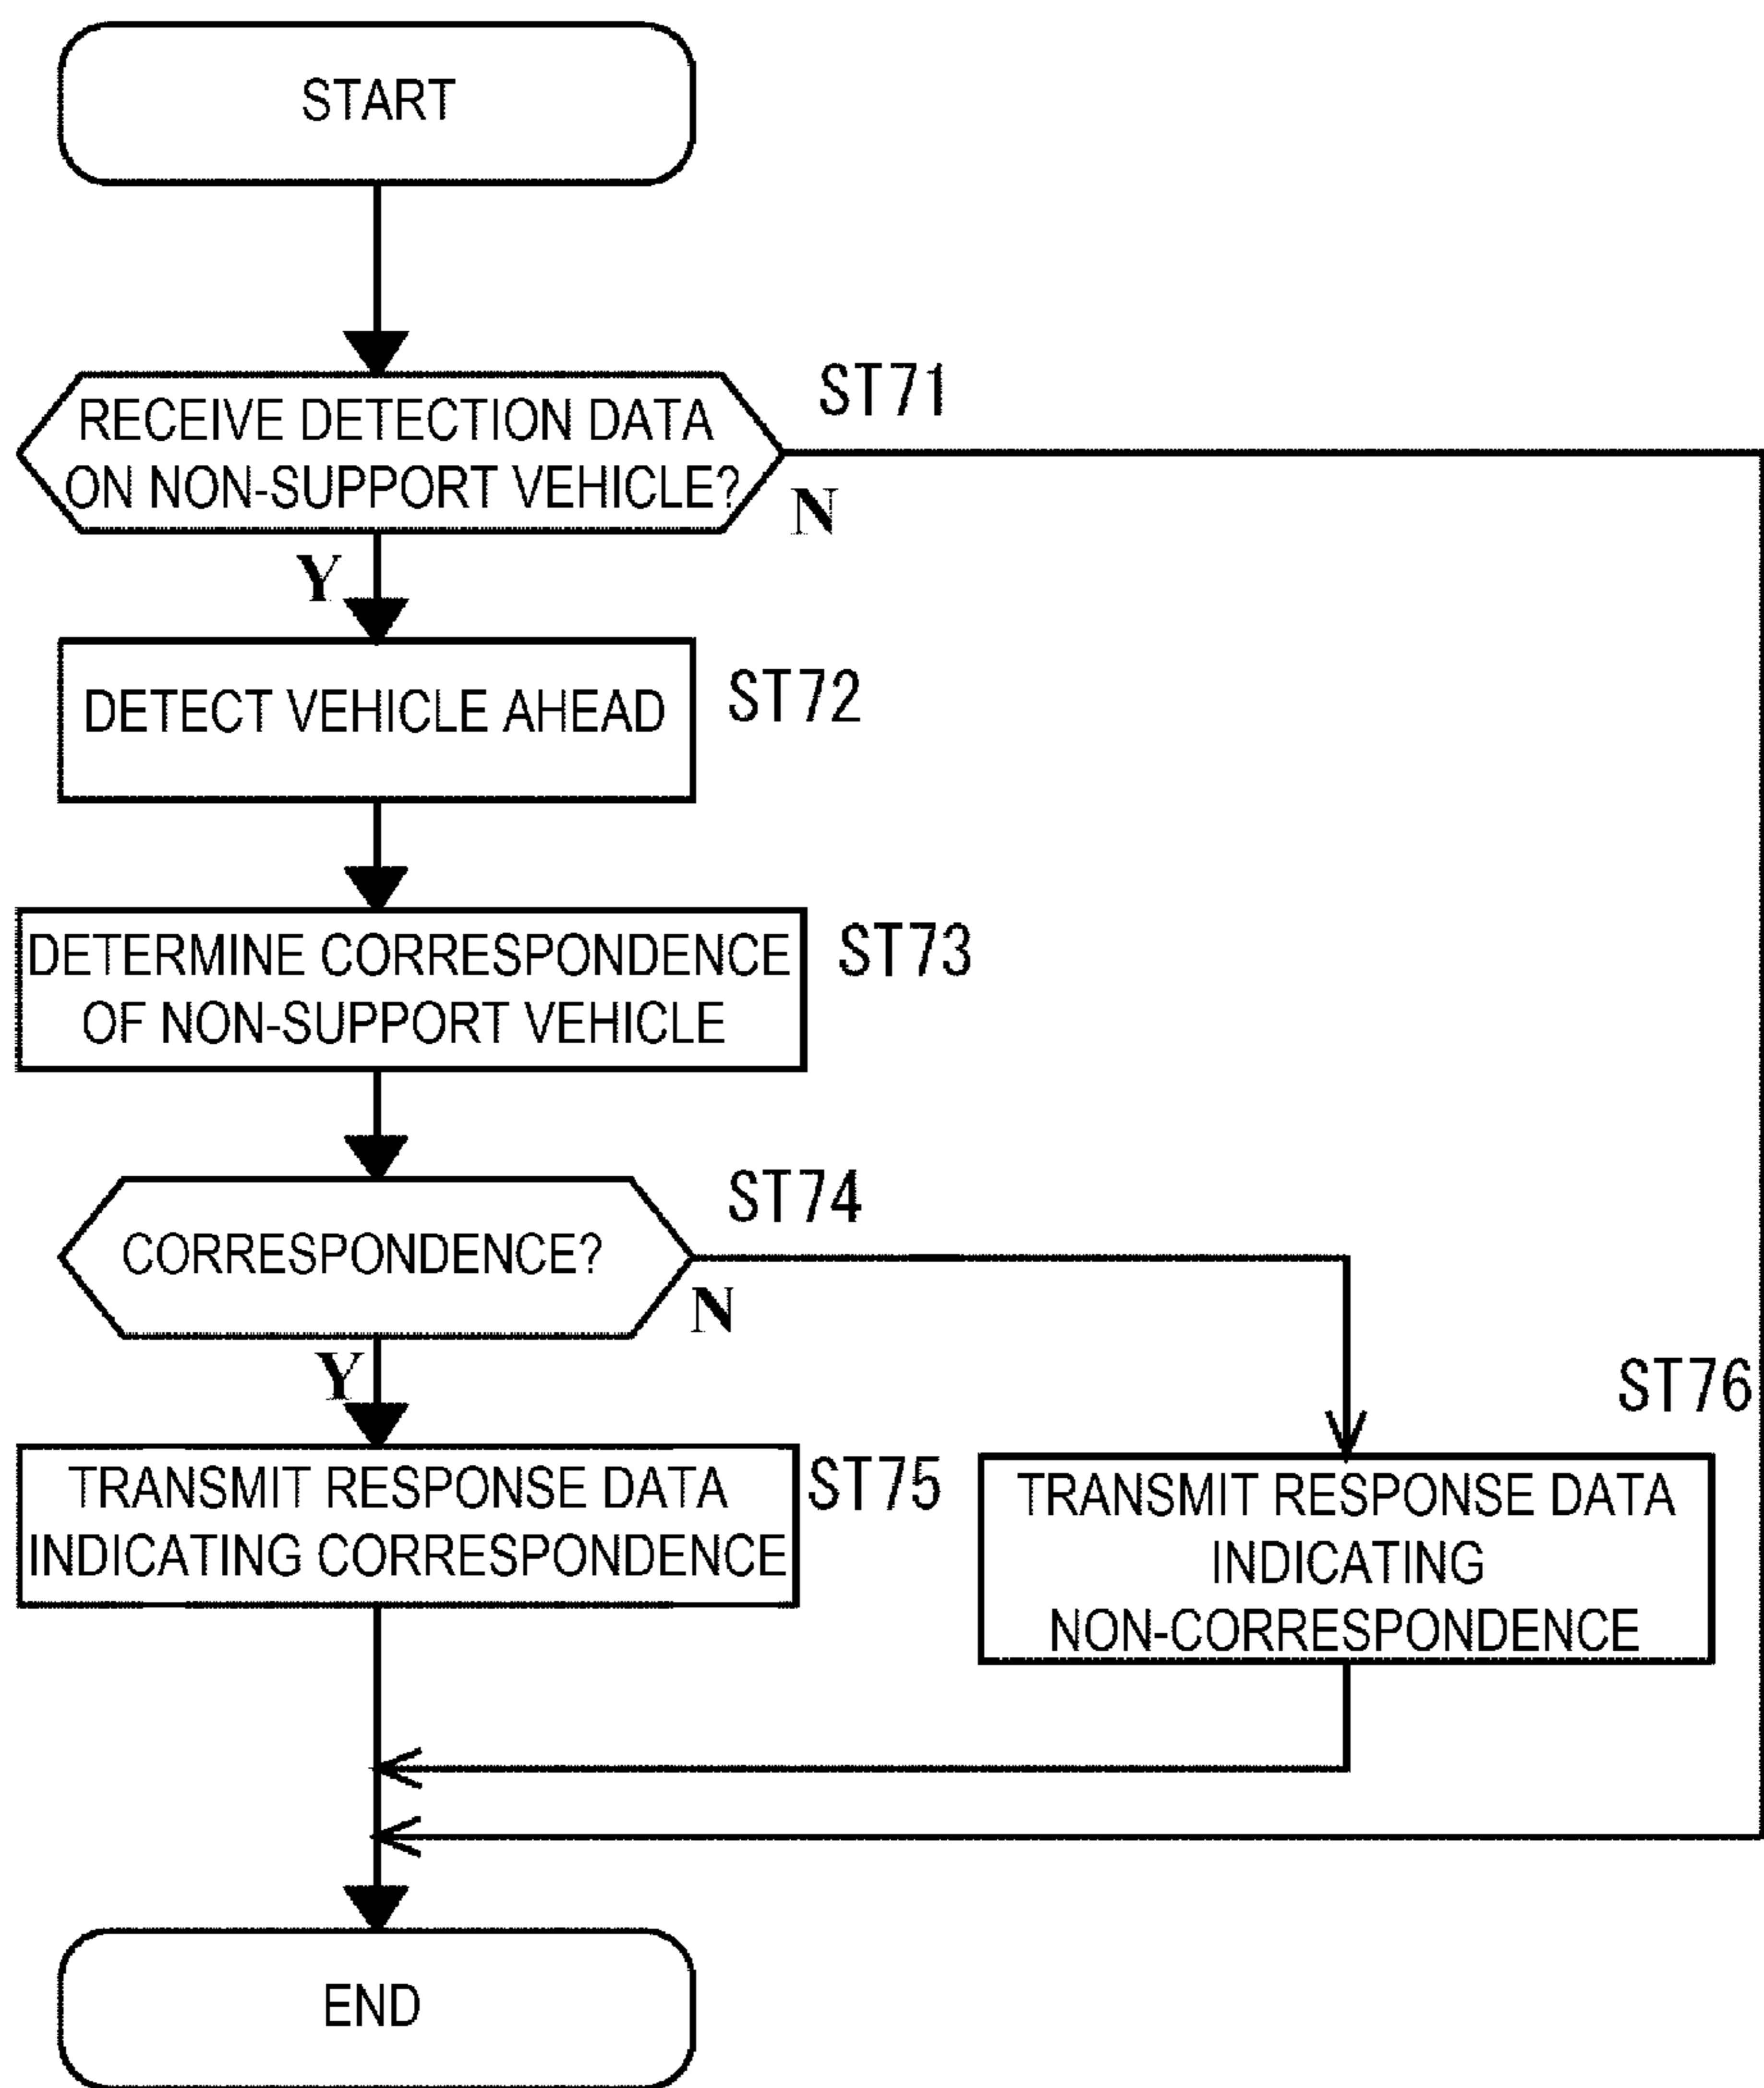 START
RECEIVE DETECTION DATA
ON NON-SUPPORT VEHICLE?
ST71
N
Y
DETECT VEHICLE AHEAD
ST72
DETERMINE CORRESPONDENCE
OF NON-SUPPORT VEHICLE
ST73
CORRESPONDENCE?
ST74
N
Y
TRANSMIT RESPONSE DATA
INDICATING CORRESPONDENCE
ST75
ST76
TRANSMIT RESPONSE DATA
INDICATING
NON-CORRESPONDENCE
END